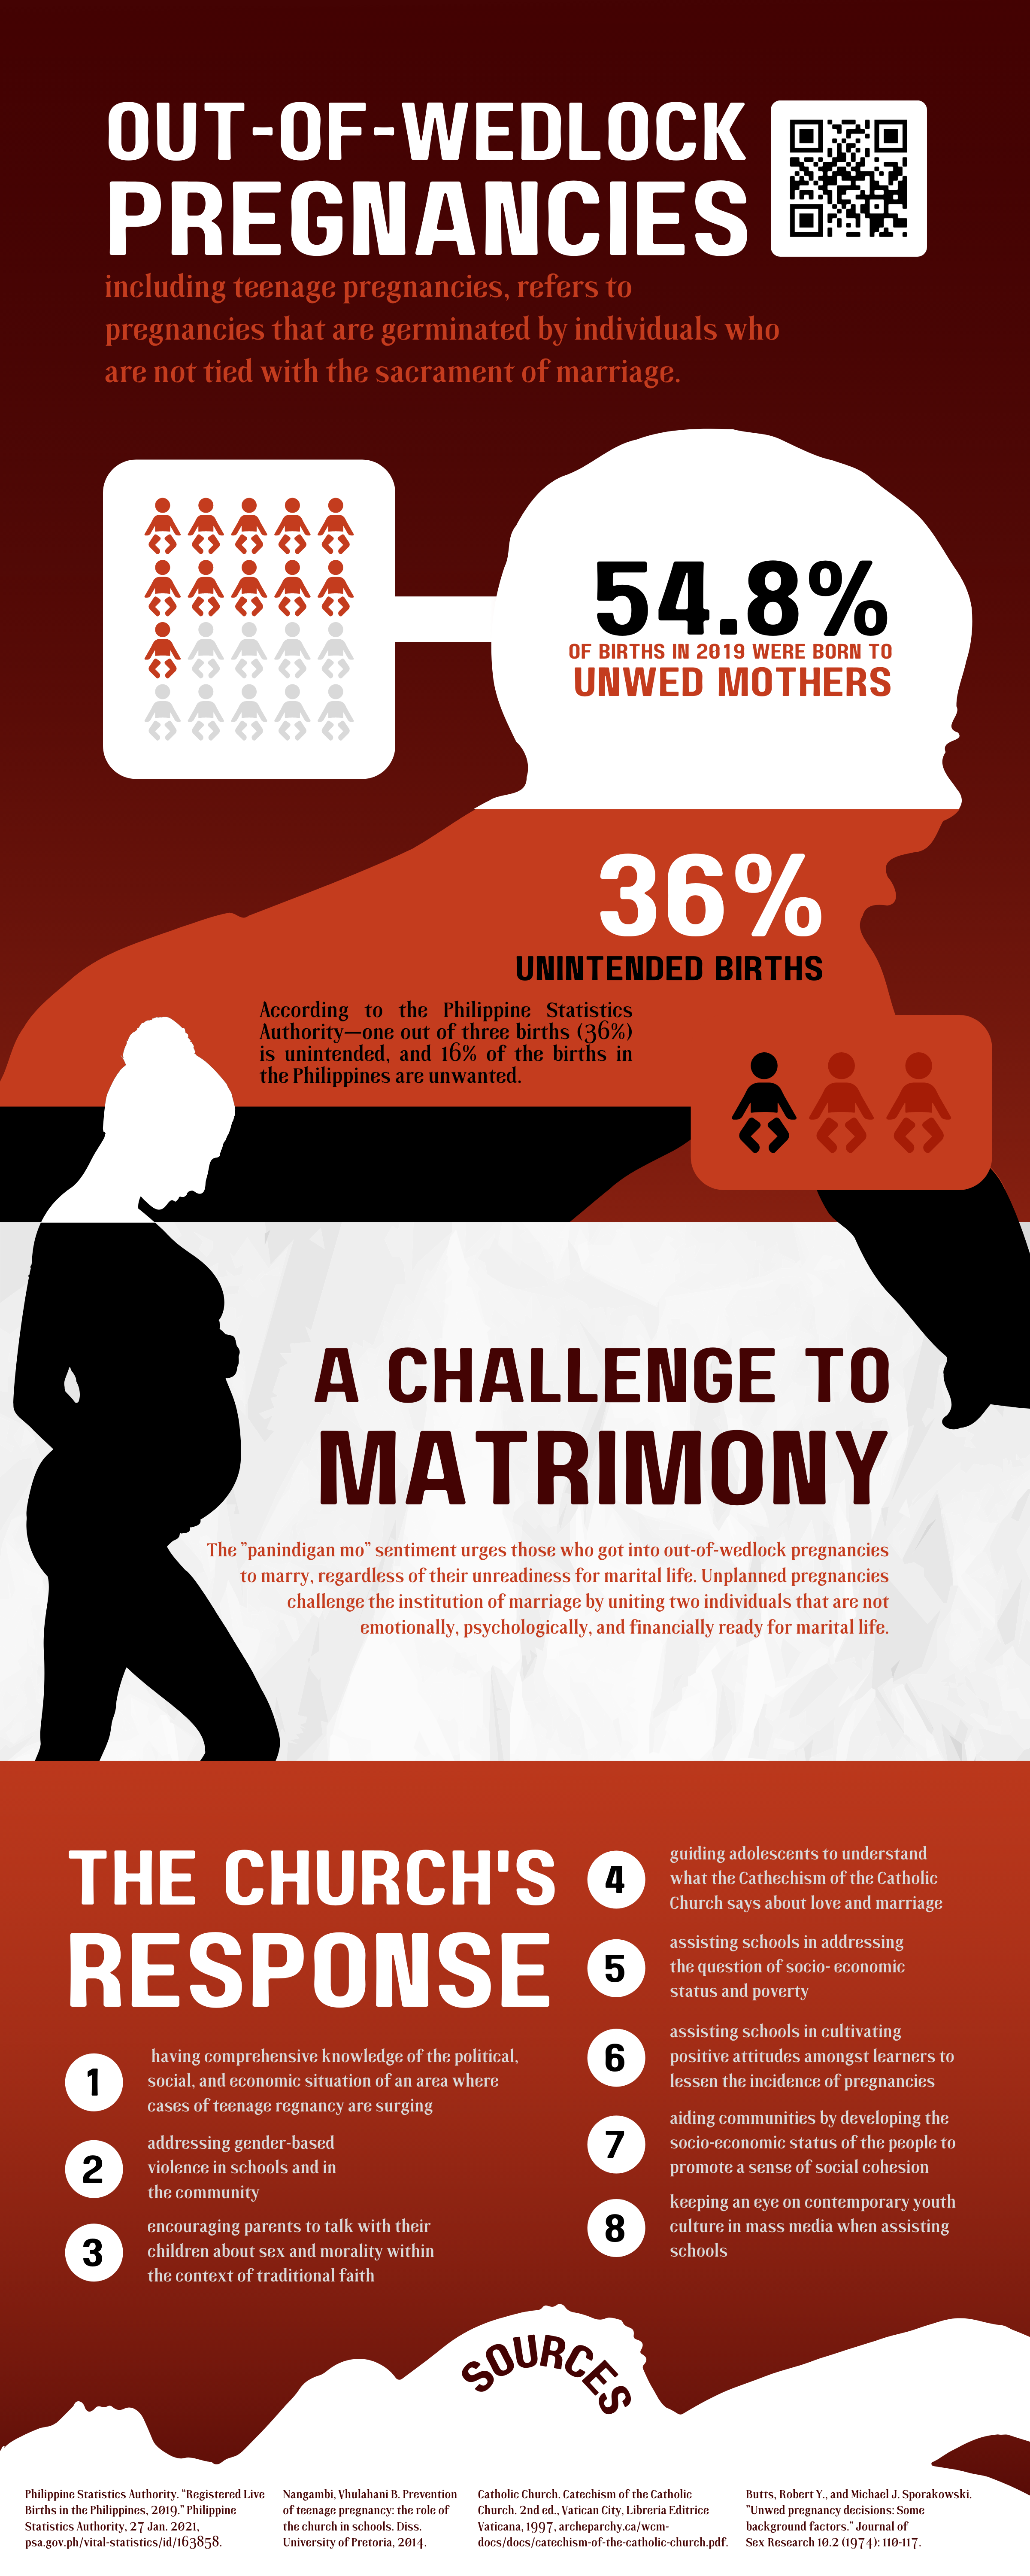 OUT-OF-WEDLOCK
PREGNANCIES
including teenage pregnancies, refers to
pregnancies that are germinated by individuals who
are not tied with the sacrament of marriage.
54.8%
OF BIRTHS IN 2019 WERE BORN TO
UNWED MOTHERS
36%
UNINTENDED BIRTHS
According to the Philippine Statistics
Authority—one out of three births (36%)
is unintended, and 16% of the births in
the Philippines are unwanted.
A CHALLENGE TO
MATRIMONY
The "panindigan mo" sentiment urges those who got into out-of-wedlock pregnancies
to marry, regardless of their unreadiness for marital life. Unplanned pregnancies
challenge the institution of marriage by uniting two individuals that are not
emotionally, psychologically, and financially ready for marital life.
THE CHURCH'S
RESPONSE
1
having comprehensive knowledge of the political,
social, and economic situation of an area where
cases of teenage regnancy are surging
2
addressing gender-based
violence in schools and in
the community
3
encouraging parents to talk with their
children about sex and morality within
the context of traditional faith
4
guiding adolescents to understand
what the Cathechism of the Catholic
Church says about love and marriage
5
assisting schools in addressing
the question of socio- economic
status and poverty
6
assisting schools in cultivating
positive attitudes amongst learners to
lessen the incidence of pregnancies
7
aiding communities by developing the
socio-economic status of the people to
promote a sense of social cohesion
8
keeping an eye on contemporary youth
culture in mass media when assisting
schools
SOURCES
Philippine Statistics Authority. "Registered Live
Births in the Philippines, 2019." Philippine
Statistics Authority, 27 Jan. 2021,
psa.gov.ph/vital-statistics/id/163858.
Nangambi, Vhulahani B. Prevention
of teenage pregnancy: the role of
the church in schools. Diss.
University of Pretoria, 2014.
Catholic Church. Catechism of the Catholic
Church. 2nd ed., Vatican City, Libreria Editrice
Vaticana, 1997, archeparchy.ca/wcm-
docs/docs/catechism-of-the-catholic-church.pdf.
Butts, Robert Y., and Michael J. Sporakowski.
"Unwed pregnancy decisions: Some
background factors." Journal of
Sex Research 10.2 (1974): 110-117.